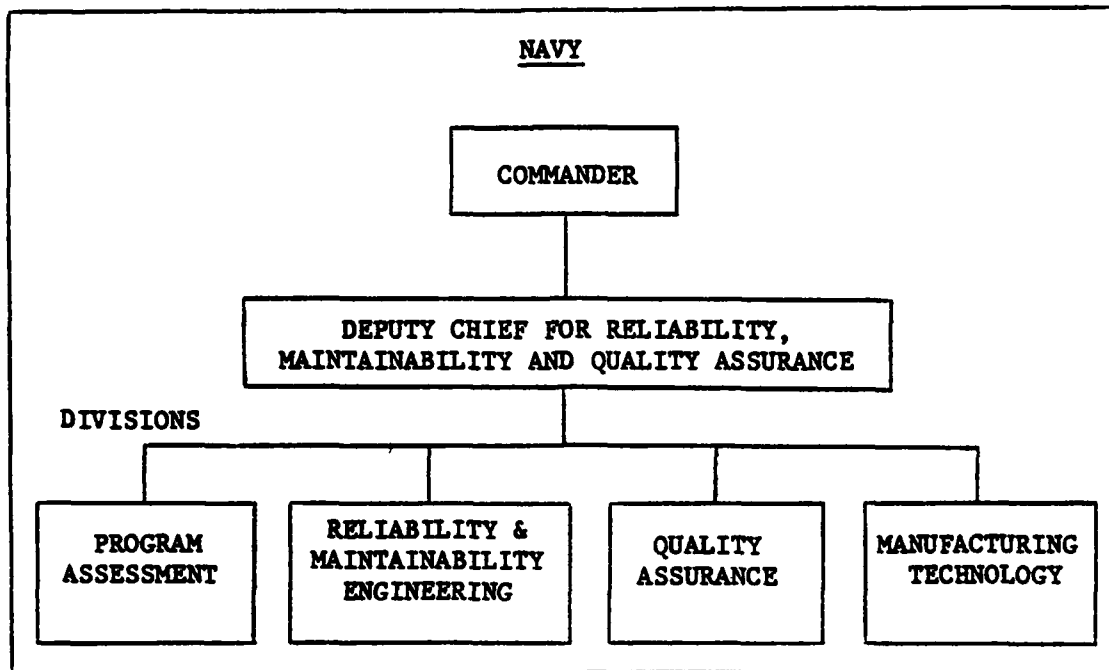 NAVY
COMMANDER
DEPUTY CHIEF FOR RELIABILITY,
MAINTAINABILITY AND QUALITY ASSURANCE
DIVISIONS
PROGRAM
ASSESSMENT
RELIABILITY &
MAINTAINABILITY
ENGINEERING
QUALITY
ASSURANCE
MANUFACTURING
TECHNOLOGY